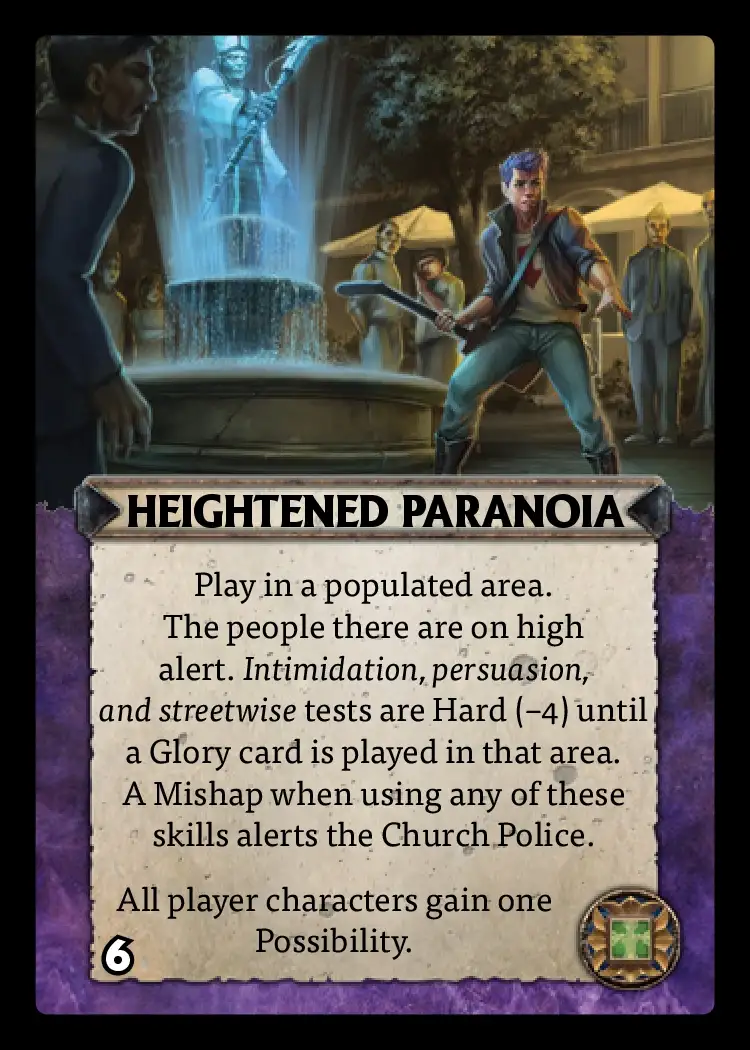 HEIGHTENED PARANOIA
Play in a populated area.
The people there are on high
alert. Intimidation, persuasion,
and streetwise tests are Hard (–4) until
a Glory card is played in that area.
A Mishap when using any of these
skills alerts the Church Police.
All player characters gain one
Possibility.
6